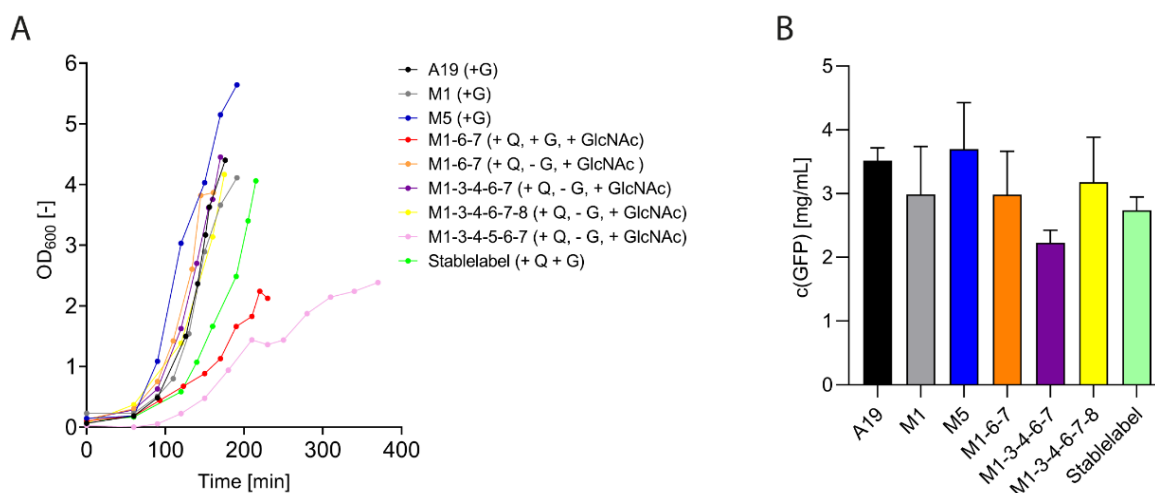 A
OD600 [-]
6
5
4
3
2
1
0
0 100 200 300 400
Time [min]
A19 (+G)
M1 (+G)
M5 (+G)
M1-6-7 (+ Q, + G, + GlcNAc)
M1-6-7 (+ Q, - G, + GlcNAc )
M1-3-4-6-7 (+ Q, - G, + GlcNAc)
M1-3-4-6-7-8 (+ Q, - G, + GlcNAc)
M1-3-4-5-6-7 (+ Q, - G, + GlcNAc)
Stablelabel (+ Q + G)
B
c(GFP) [mg/mL]
5
4
3
2
1
0
A19
M1
M5
M1-6-7
M1-3-4-6-7
M1-3-4-6-7-8
Stablelabel